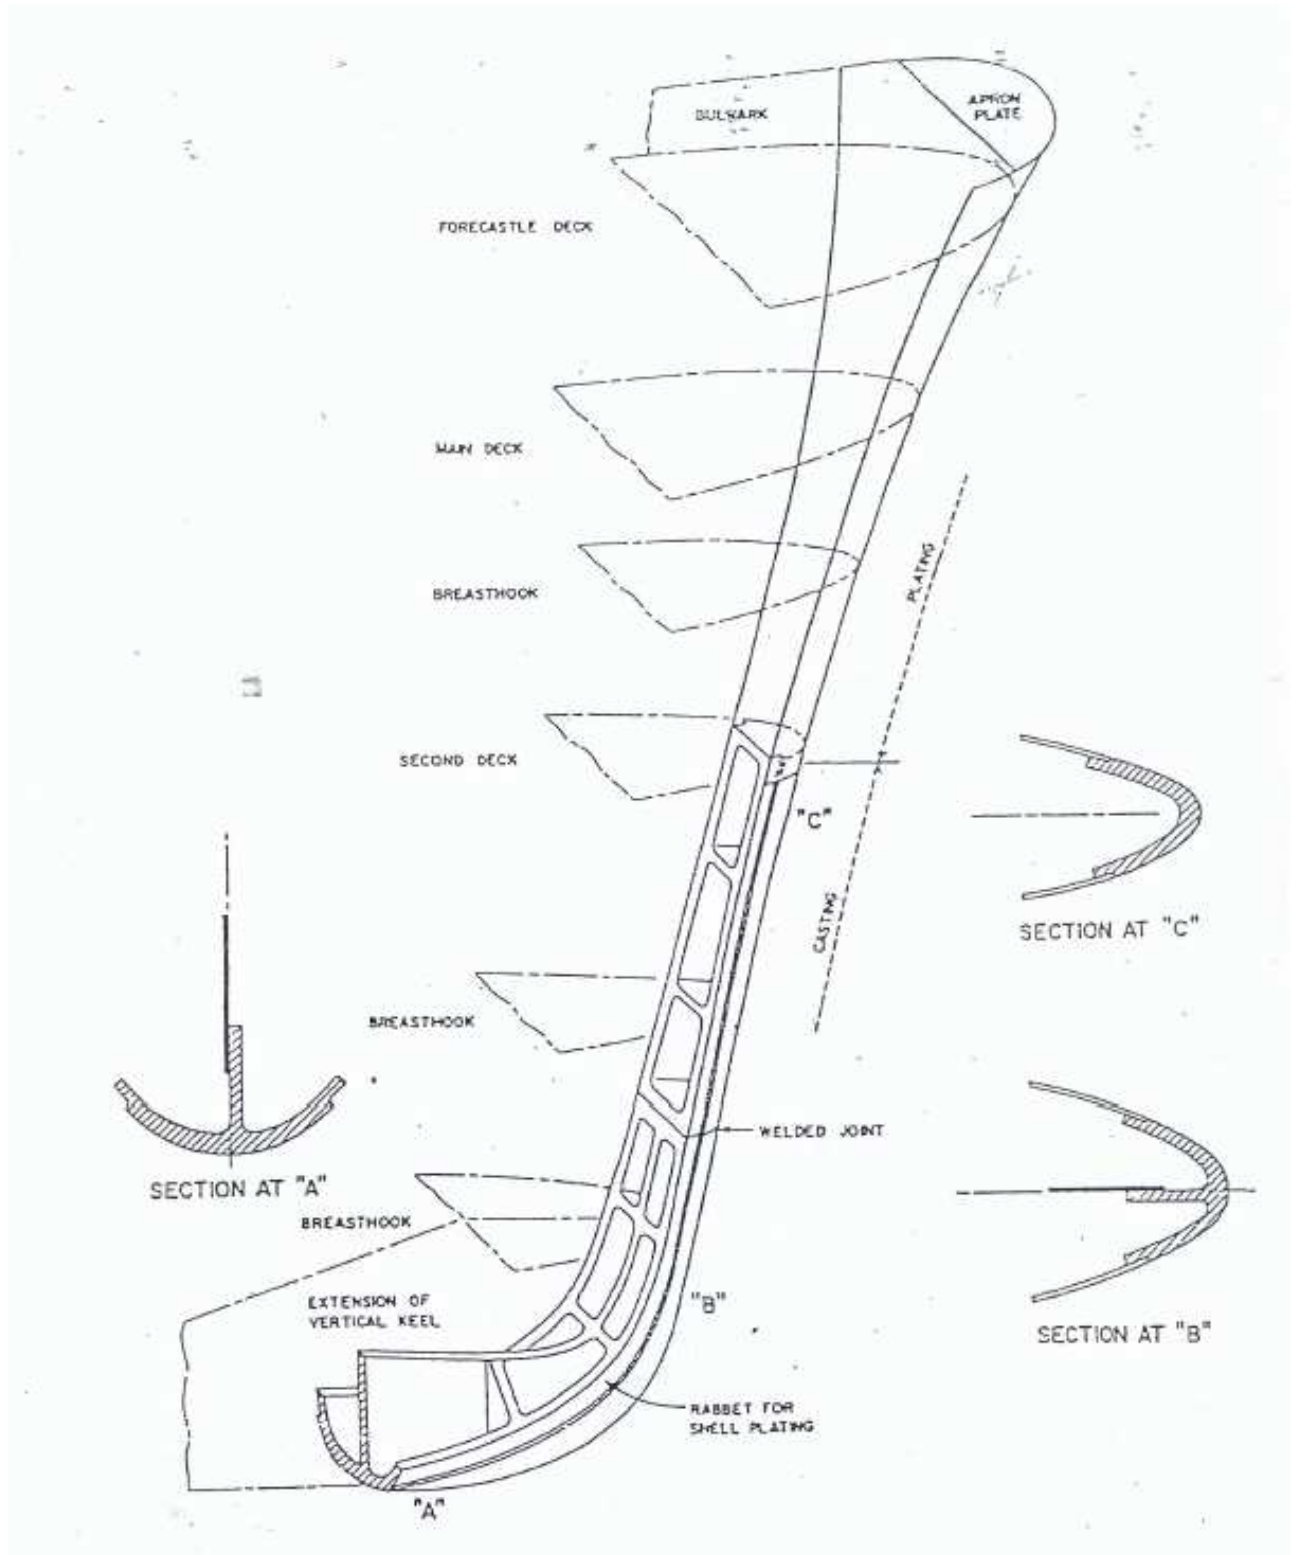 BULWARK
APRON
PLATE
FORECASTLE DECK
MAIN DECK
BREASTHOOK
PLATING
SECOND DECK
"C"
CASTING
SECTION AT "C"
BREASTHOOK
WELDED JOINT
SECTION AT "A"
BREASTHOOK
EXTENSION OF
VERTICAL KEEL
"B"
SECTION AT "B"
RABBET FOR
SHELL PLATING
"A"